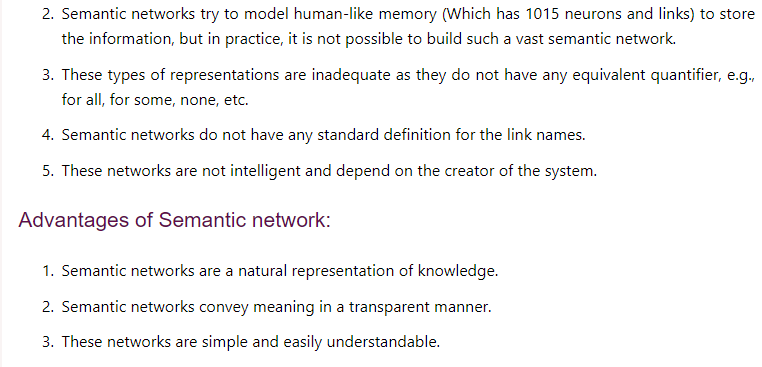 2. Semantic networks try to model human-like memory (Which has 1015 neurons and links) to store
the information, but in practice, it is not possible to build such a vast semantic network.
3. These types of representations are inadequate as they do not have any equivalent quantifier, e.g.,
for all, for some, none, etc.
4. Semantic networks do not have any standard definition for the link names.
5. These networks are not intelligent and depend on the creator of the system.
Advantages of Semantic network:
1. Semantic networks are a natural representation of knowledge.
2. Semantic networks convey meaning in a transparent manner.
3. These networks are simple and easily understandable.